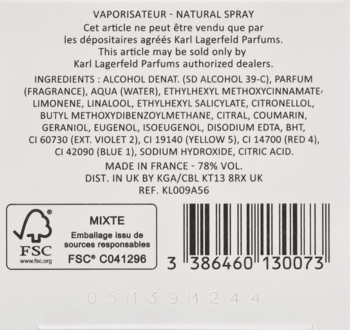 VAPORISATEUR - NATURAL SPRAY
Cet article ne peut être vendu que par
les dépositaires agréés Karl Lagerfeld Parfums.
This article may be sold only by
Karl Lagerfeld Parfums authorized dealers.
INGREDIENTS : ALCOHOL DENAT. (SD ALCOHOL 39-C), PARFUM
(FRAGRANCE), AQUA (WATER), ETHYLHEXYL METHOXYCINNAMATE,
LIMONENE, LINALOOL, ETHYLHEXYL SALICYLATE, CITRONELLOL,
BUTYL METHOXYDIBENZOYLMETHANE, CITRAL, COUMARIN,
GERANIOL, EUGENOL, ISOEUGENOL, DISODIUM EDTA, BHT,
CI 60730 (EXT. VIOLET 2), CI 19140 (YELLOW 5), CI 14700 (RED 4),
CI 42090 (BLUE 1), SODIUM HYDROXIDE, CITRIC ACID.
MADE IN FRANCE - 78% VOL.
DIST. IN UK BY KGA/CBL KT13 8RX UK
REF. KL009A56
FSC
www.fsc.org
MIXTE
Emballage issu de
sources responsables
FSC® C041296
3 386460 130073
05M39M244